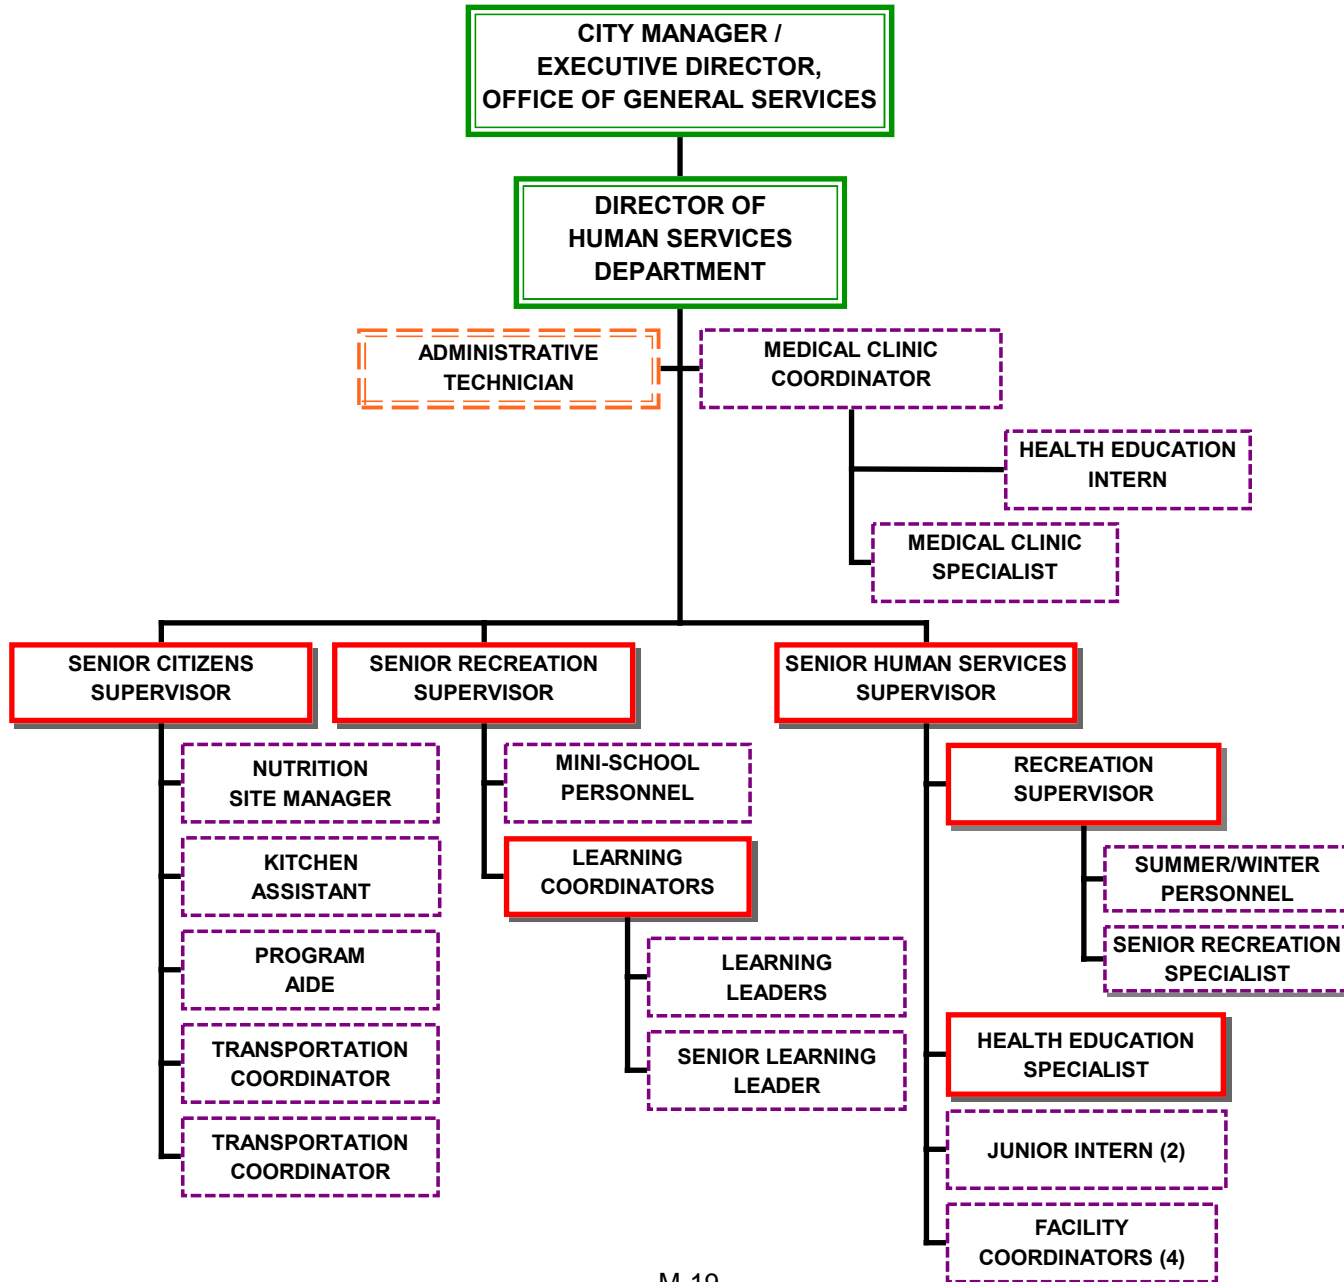 CITY MANAGER /
EXECUTIVE DIRECTOR,
OFFICE OF GENERAL SERVICES
DIRECTOR OF
HUMAN SERVICES
DEPARTMENT
ADMINISTRATIVE
TECHNICIAN
MEDICAL CLINIC
COORDINATOR
HEALTH EDUCATION
INTERN
MEDICAL CLINIC
SPECIALIST
SENIOR CITIZENS
SUPERVISOR
NUTRITION
SITE MANAGER
KITCHEN
ASSISTANT
PROGRAM
AIDE
TRANSPORTATION
COORDINATOR
TRANSPORTATION
COORDINATOR
SENIOR RECREATION
SUPERVISOR
MINI-SCHOOL
PERSONNEL
LEARNING
COORDINATORS
LEARNING
LEADERS
SENIOR LEARNING
LEADER
SENIOR HUMAN SERVICES
SUPERVISOR
RECREATION
SUPERVISOR
SUMMER/WINTER
PERSONNEL
SENIOR RECREATION
SPECIALIST
HEALTH EDUCATION
SPECIALIST
JUNIOR INTERN (2)
FACILITY
COORDINATORS (4)
M-19